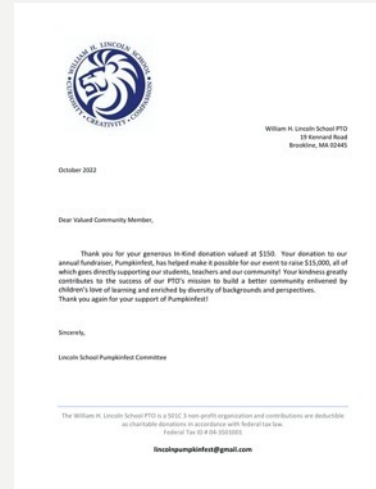 WILLIAM H. LINCOLN SCHOOL
CURIOSITY • CREATIVITY • COMPASSION
William H. Lincoln School PTO
19 Kennard Road
Brookline, MA 02445
October 2022
Dear Valued Community Member,
Thank you for your generous In-Kind donation valued at $150. Your donation to our
annual fundraiser, Pumpkinfest, has helped make it possible for our event to raise $15,000, all of
which goes directly supporting our students, teachers and our community! Your kindness greatly
contributes to the success of our PTO's mission to build a better community enlivened by
children's love of learning and enriched by diversity of backgrounds and perspectives.
Thank you again for your support of Pumpkinfest!
Sincerely,
Lincoln School Pumpkinfest Committee
The William H. Lincoln School PTO is a 501C 3 non-profit organization and contributions are deductible
as charitable donations in accordance with federal tax law.
Federal Tax ID # 04-3501003
lincolnpumpkinfest@gmail.com